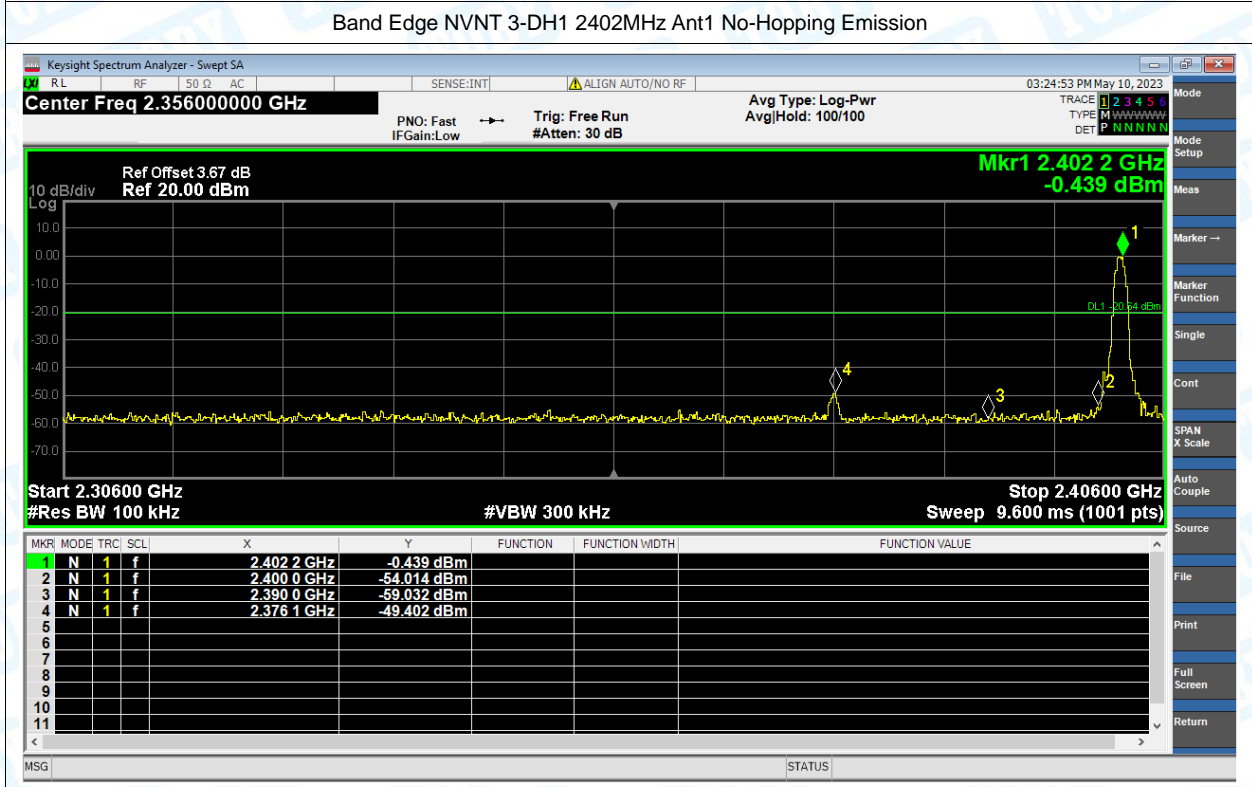 Band Edge NVNT 3-DH1 2402MHz Ant1 No-Hopping Emission
Keysight Spectrum Analyzer - Swept SA
LXI RL RF 50 Ω AC SENSE:INT ALIGN AUTO/NO RF 03:24:53 PM May 10, 2023
Center Freq 2.356000000 GHz
PNO: Fast
IFGain:Low
Trig: Free Run
#Atten: 30 dB
Avg Type: Log-Pwr
Avg|Hold: 100/100
TRACE 1 2 3 4 5 6
TYPE M WWWWW
DET P N N N N N
Ref Offset 3.67 dB
10 dB/div Ref 20.00 dBm
Log
Mkr1 2.402 2 GHz
-0.439 dBm
10.0
0.00
-10.0
-20.0
-30.0
-40.0
-50.0
-60.0
-70.0
1
DL1 -20.54 dBm
4
2
3
Start 2.30600 GHz
Stop 2.40600 GHz
#Res BW 100 kHz
#VBW 300 kHz
Sweep 9.600 ms (1001 pts)
MKR MODE TRC SCL X Y FUNCTION FUNCTION WIDTH FUNCTION VALUE
1 N 1 f 2.402 2 GHz -0.439 dBm
2 N 1 f 2.400 0 GHz -54.014 dBm
3 N 1 f 2.390 0 GHz -59.032 dBm
4 N 1 f 2.376 1 GHz -49.402 dBm
5
6
7
8
9
10
11
MSG
STATUS
Mode
Mode Setup
Meas
Marker →
Marker Function
Single
Cont
SPAN X Scale
Auto Couple
Source
File
Print
Full Screen
Return